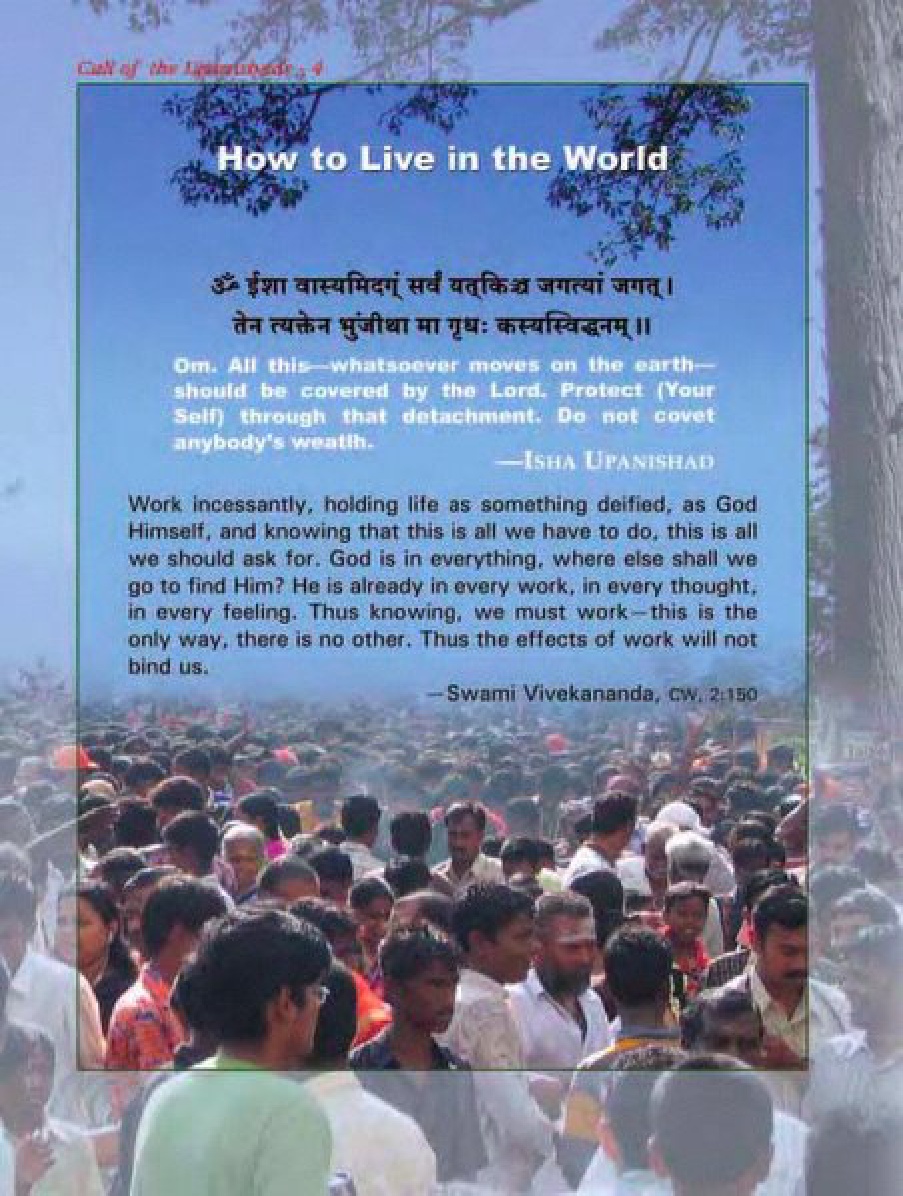 Call of the Upanishads - 4
How to Live in the World
ॐ ईशा वास्यमिदगं् सर्वं यत्किञ्च जगत्यां जगत् ।
तेन त्यक्तेन भुंजीथा मा गृधः कस्यस्विद्धनम् ॥
Om. All this—whatsoever moves on the earth—
should be covered by the Lord. Protect (Your
Self) through that detachment. Do not covet
anybody's weatlh.
—ISHA UPANISHAD
Work incessantly, holding life as something deified, as God
Himself, and knowing that this is all we have to do, this is all
we should ask for. God is in everything, where else shall we
go to find Him? He is already in every work, in every thought,
in every feeling. Thus knowing, we must work—this is the
only way, there is no other. Thus the effects of work will not
bind us.
—Swami Vivekananda, CW, 2:150